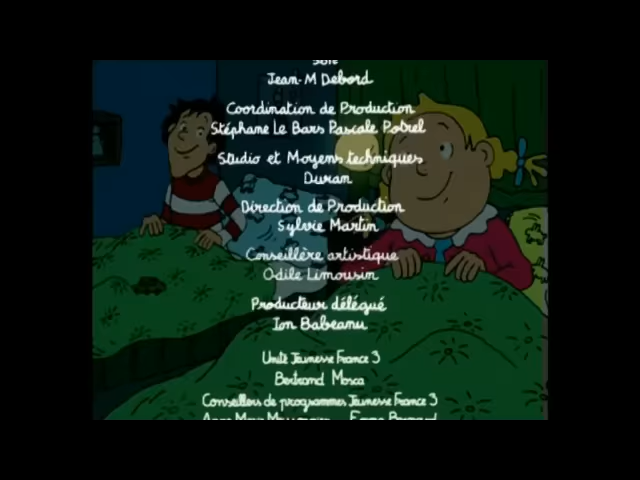 Jean-M Debord
Coordination de Production
Stéphane Le Bars Pascale Potrel
Studio et Moyens techniques
Duran
Direction de Production
Sylvie Martin
Conseillère artistique
Odile Limousin
Producteur délégué
Ion Babeanu
Unité Jeunesse France 3
Bertrand Mosca
Conseillers de programmes Jeunesse France 3